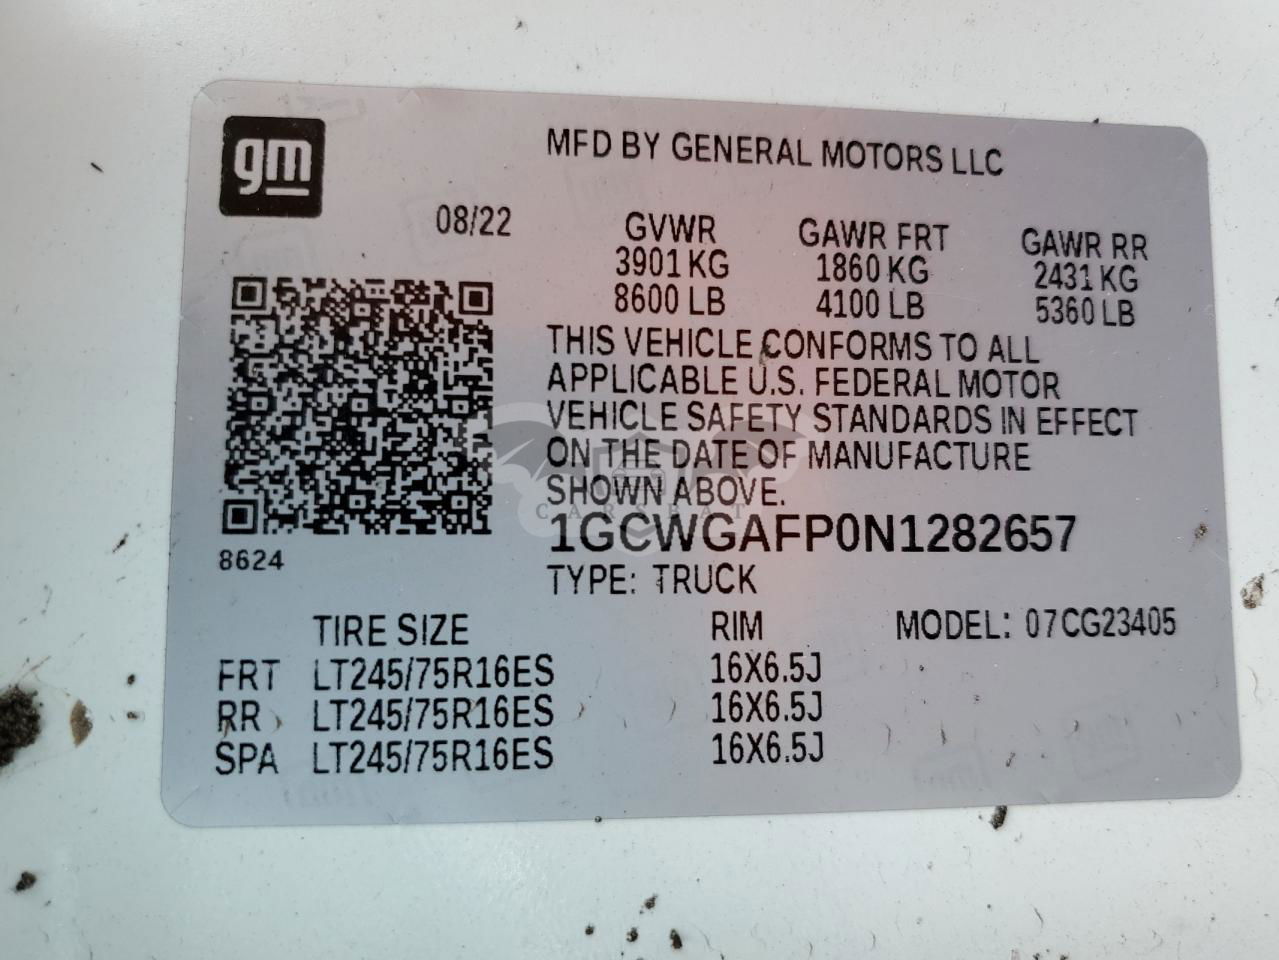 gm
MFD BY GENERAL MOTORS LLC
08/22
GVWR GAWR FRT GAWR RR
3901 KG 1860 KG 2431 KG
8600 LB 4100 LB 5360 LB
THIS VEHICLE CONFORMS TO ALL
APPLICABLE U.S. FEDERAL MOTOR
VEHICLE SAFETY STANDARDS IN EFFECT
ON THE DATE OF MANUFACTURE
SHOWN ABOVE.
CARSBAT
1GCWGAFP0N1282657
8624
TYPE: TRUCK
TIRE SIZE RIM MODEL: 07CG23405
FRT LT245/75R16ES 16X6.5J
RR LT245/75R16ES 16X6.5J
SPA LT245/75R16ES 16X6.5J